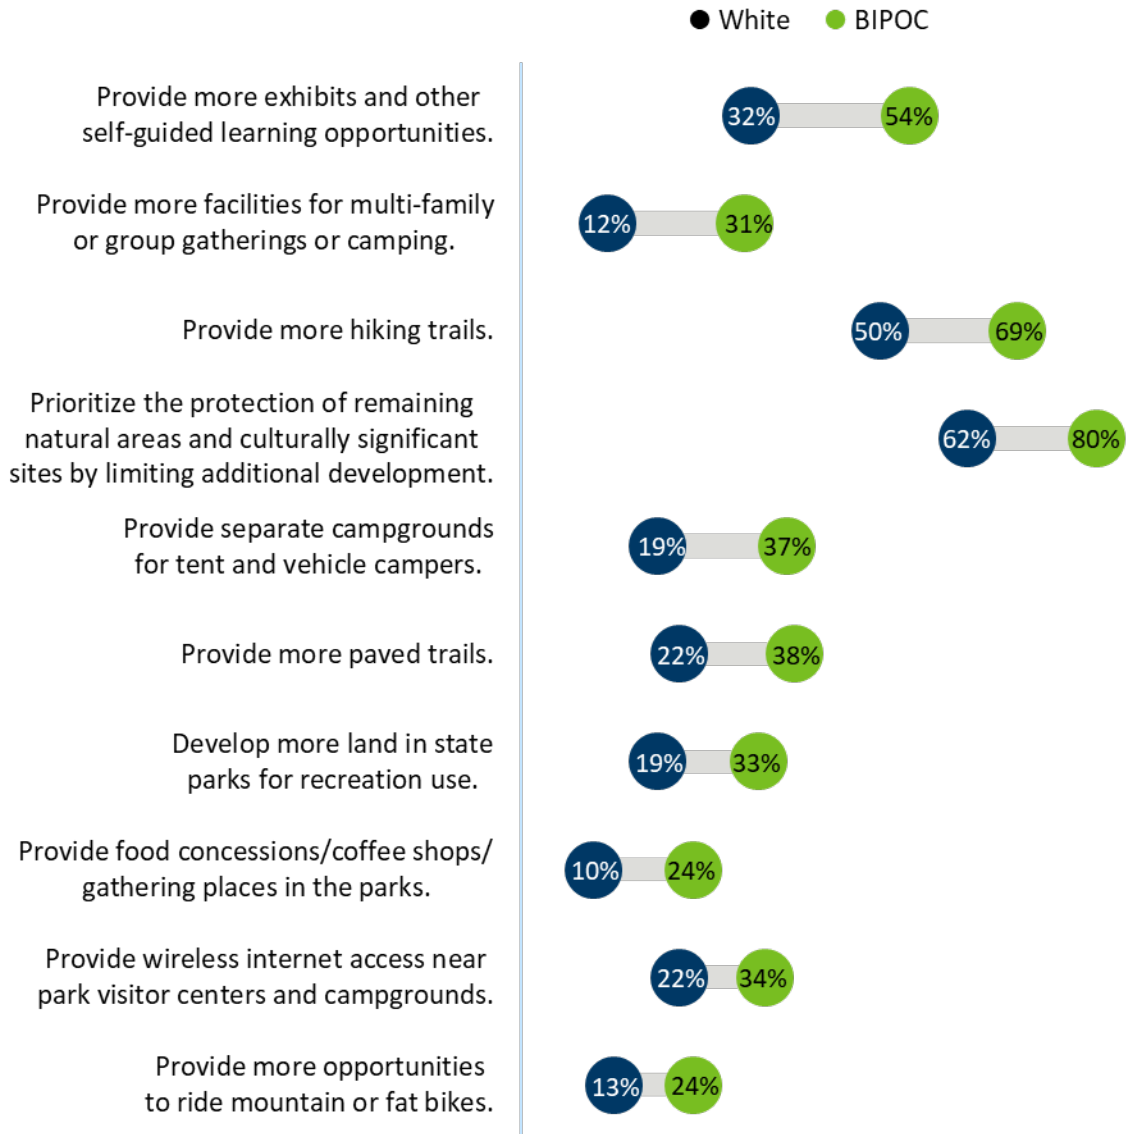 White BIPOC
Provide more exhibits and other
self-guided learning opportunities.
32% 54%
Provide more facilities for multi-family
or group gatherings or camping.
12% 31%
Provide more hiking trails.
50% 69%
Prioritize the protection of remaining
natural areas and culturally significant
sites by limiting additional development.
62% 80%
Provide separate campgrounds
for tent and vehicle campers.
19% 37%
Provide more paved trails.
22% 38%
Develop more land in state
parks for recreation use.
19% 33%
Provide food concessions/coffee shops/
gathering places in the parks.
10% 24%
Provide wireless internet access near
park visitor centers and campgrounds.
22% 34%
Provide more opportunities
to ride mountain or fat bikes.
13% 24%